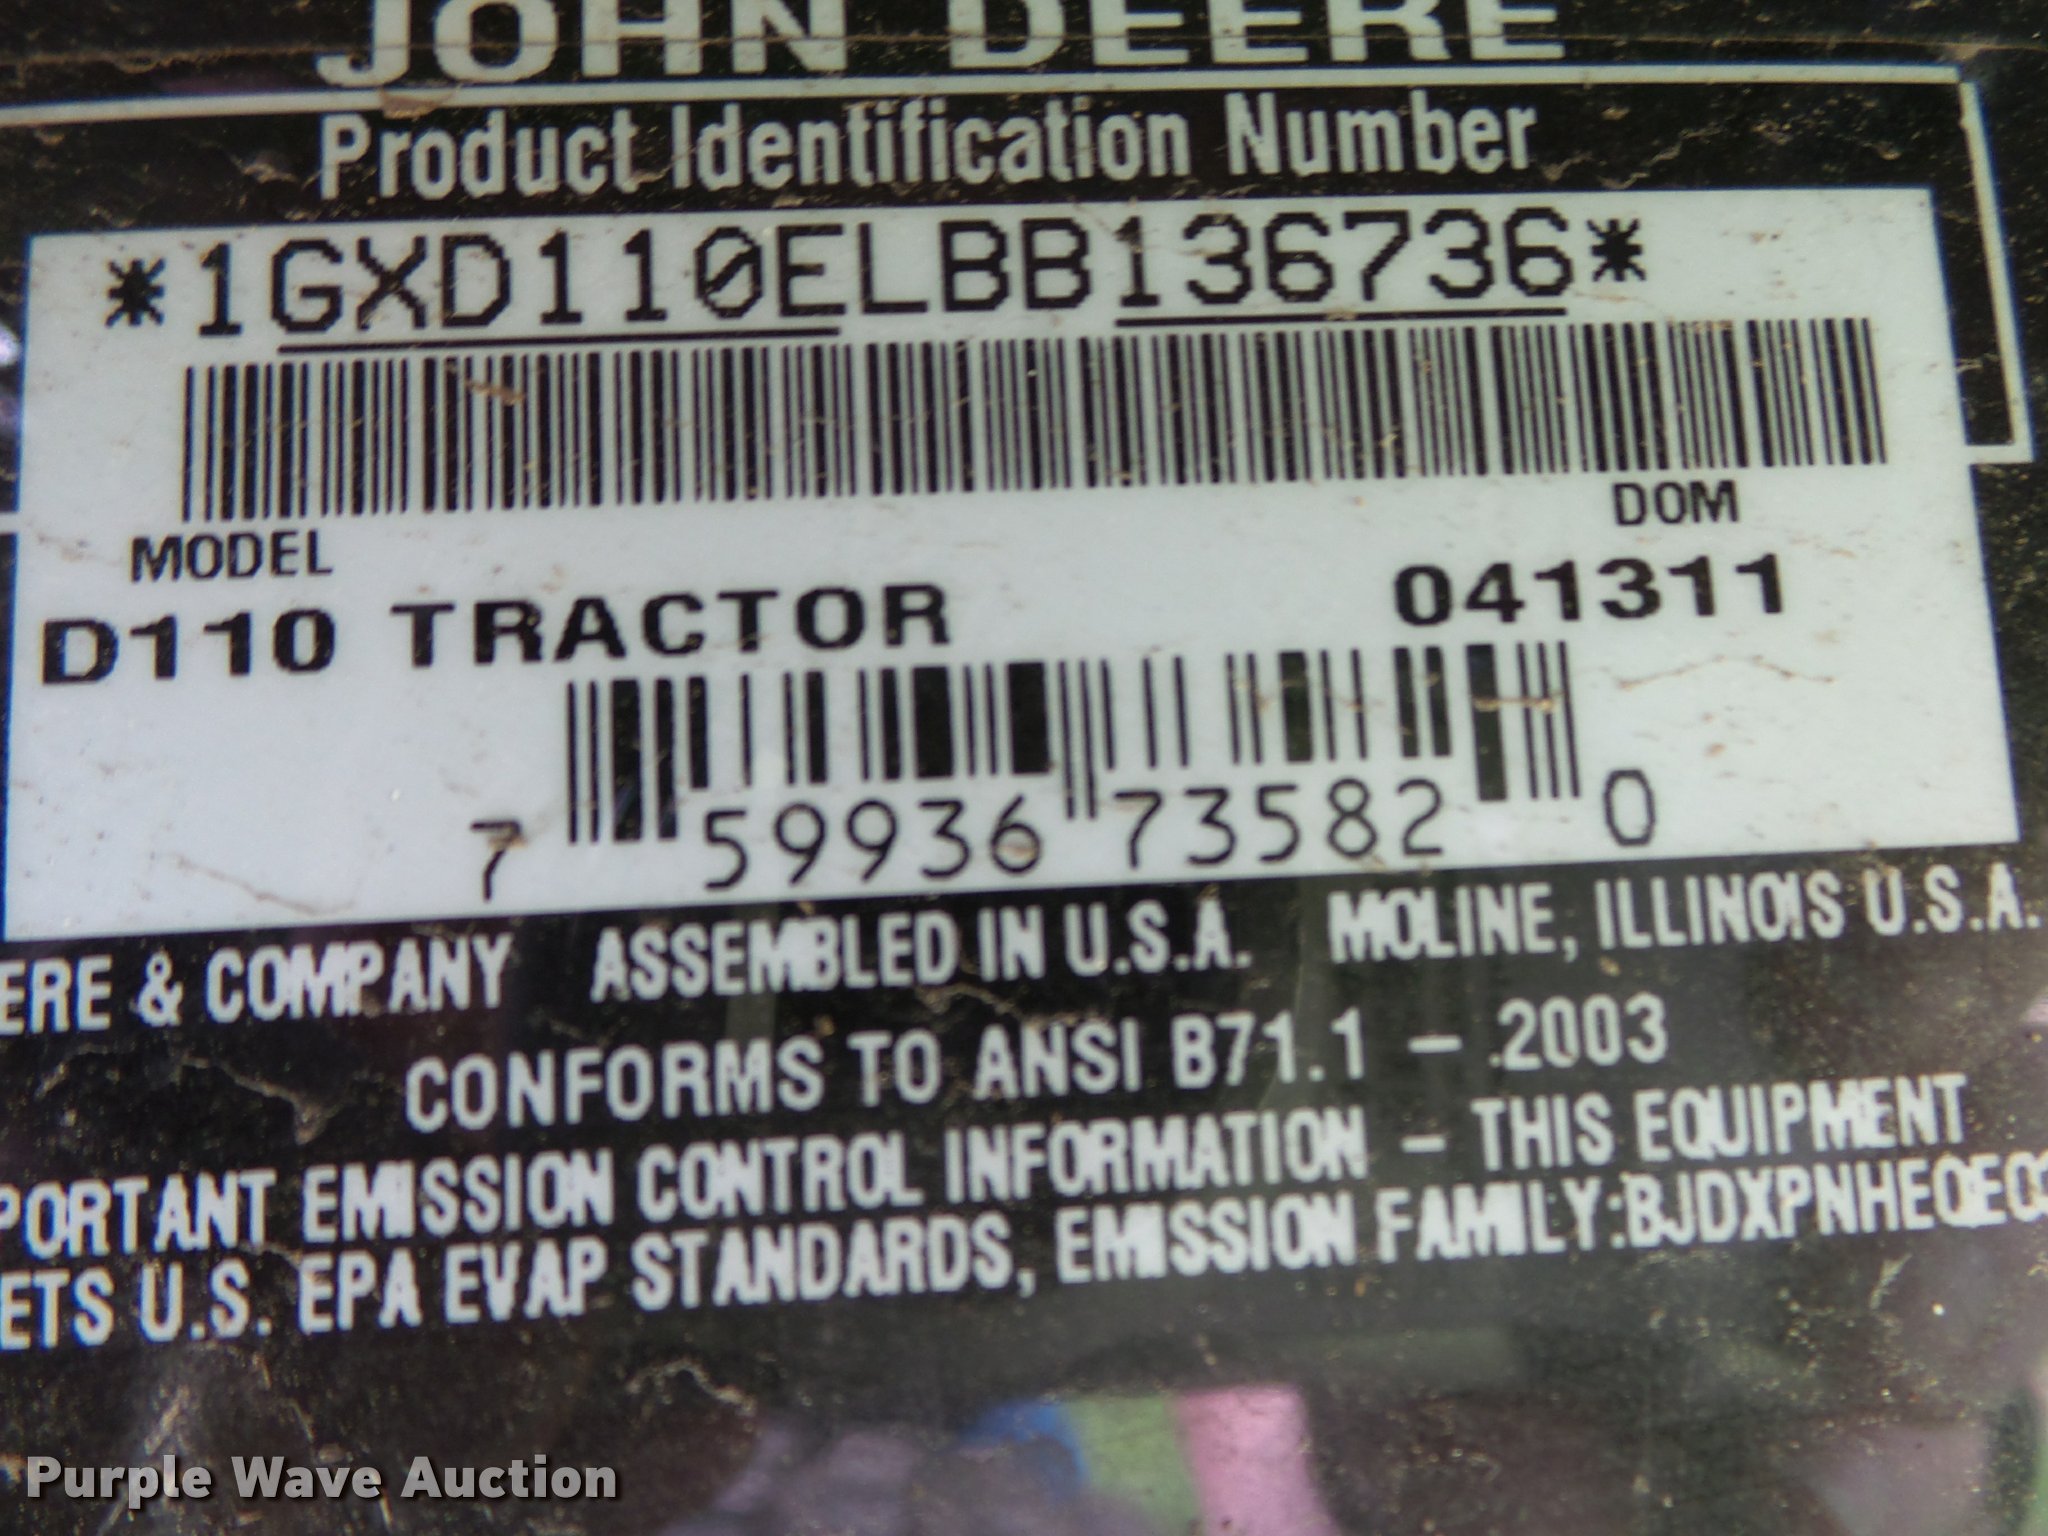 JOHN DEERE
Product Identification Number
*1GXD110ELBB136736*
DOM
MODEL
D110 TRACTOR 041311
7 59936 73582 0
ERE & COMPANY ASSEMBLED IN U.S.A. MOLINE, ILLINOIS U.S.A.
CONFORMS TO ANSI B71.1 - 2003
PORTANT EMISSION CONTROL INFORMATION - THIS EQUIPMENT
ETS U.S. EPA EVAP STANDARDS, EMISSION FAMILY:
Purple Wave Auction